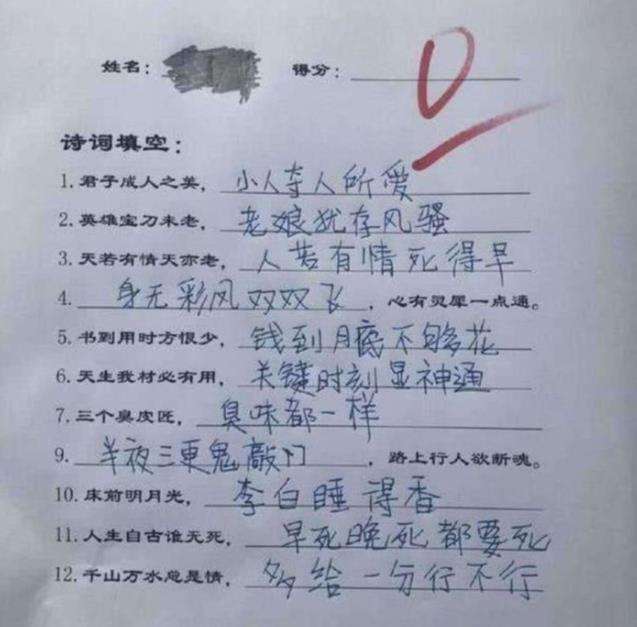 姓名： 得分： 0
诗词填空：
1. 君子成人之美，小人夺人所爱
2. 英雄宝刀未老，老娘犹存风骚
3. 天若有情天亦老，人若有情死得早
4. 身无彩凤双双飞，心有灵犀一点通。
5. 书到用时方恨少，钱到月底不够花
6. 天生我材必有用，关键时刻显神通
7. 三个臭皮匠，臭味都一样
9. 半夜三更鬼敲门，路上行人欲断魂。
10. 床前明月光，李白睡得香
11. 人生自古谁无死，早死晚死都要死
12. 千山万水总是情，多给一分行不行